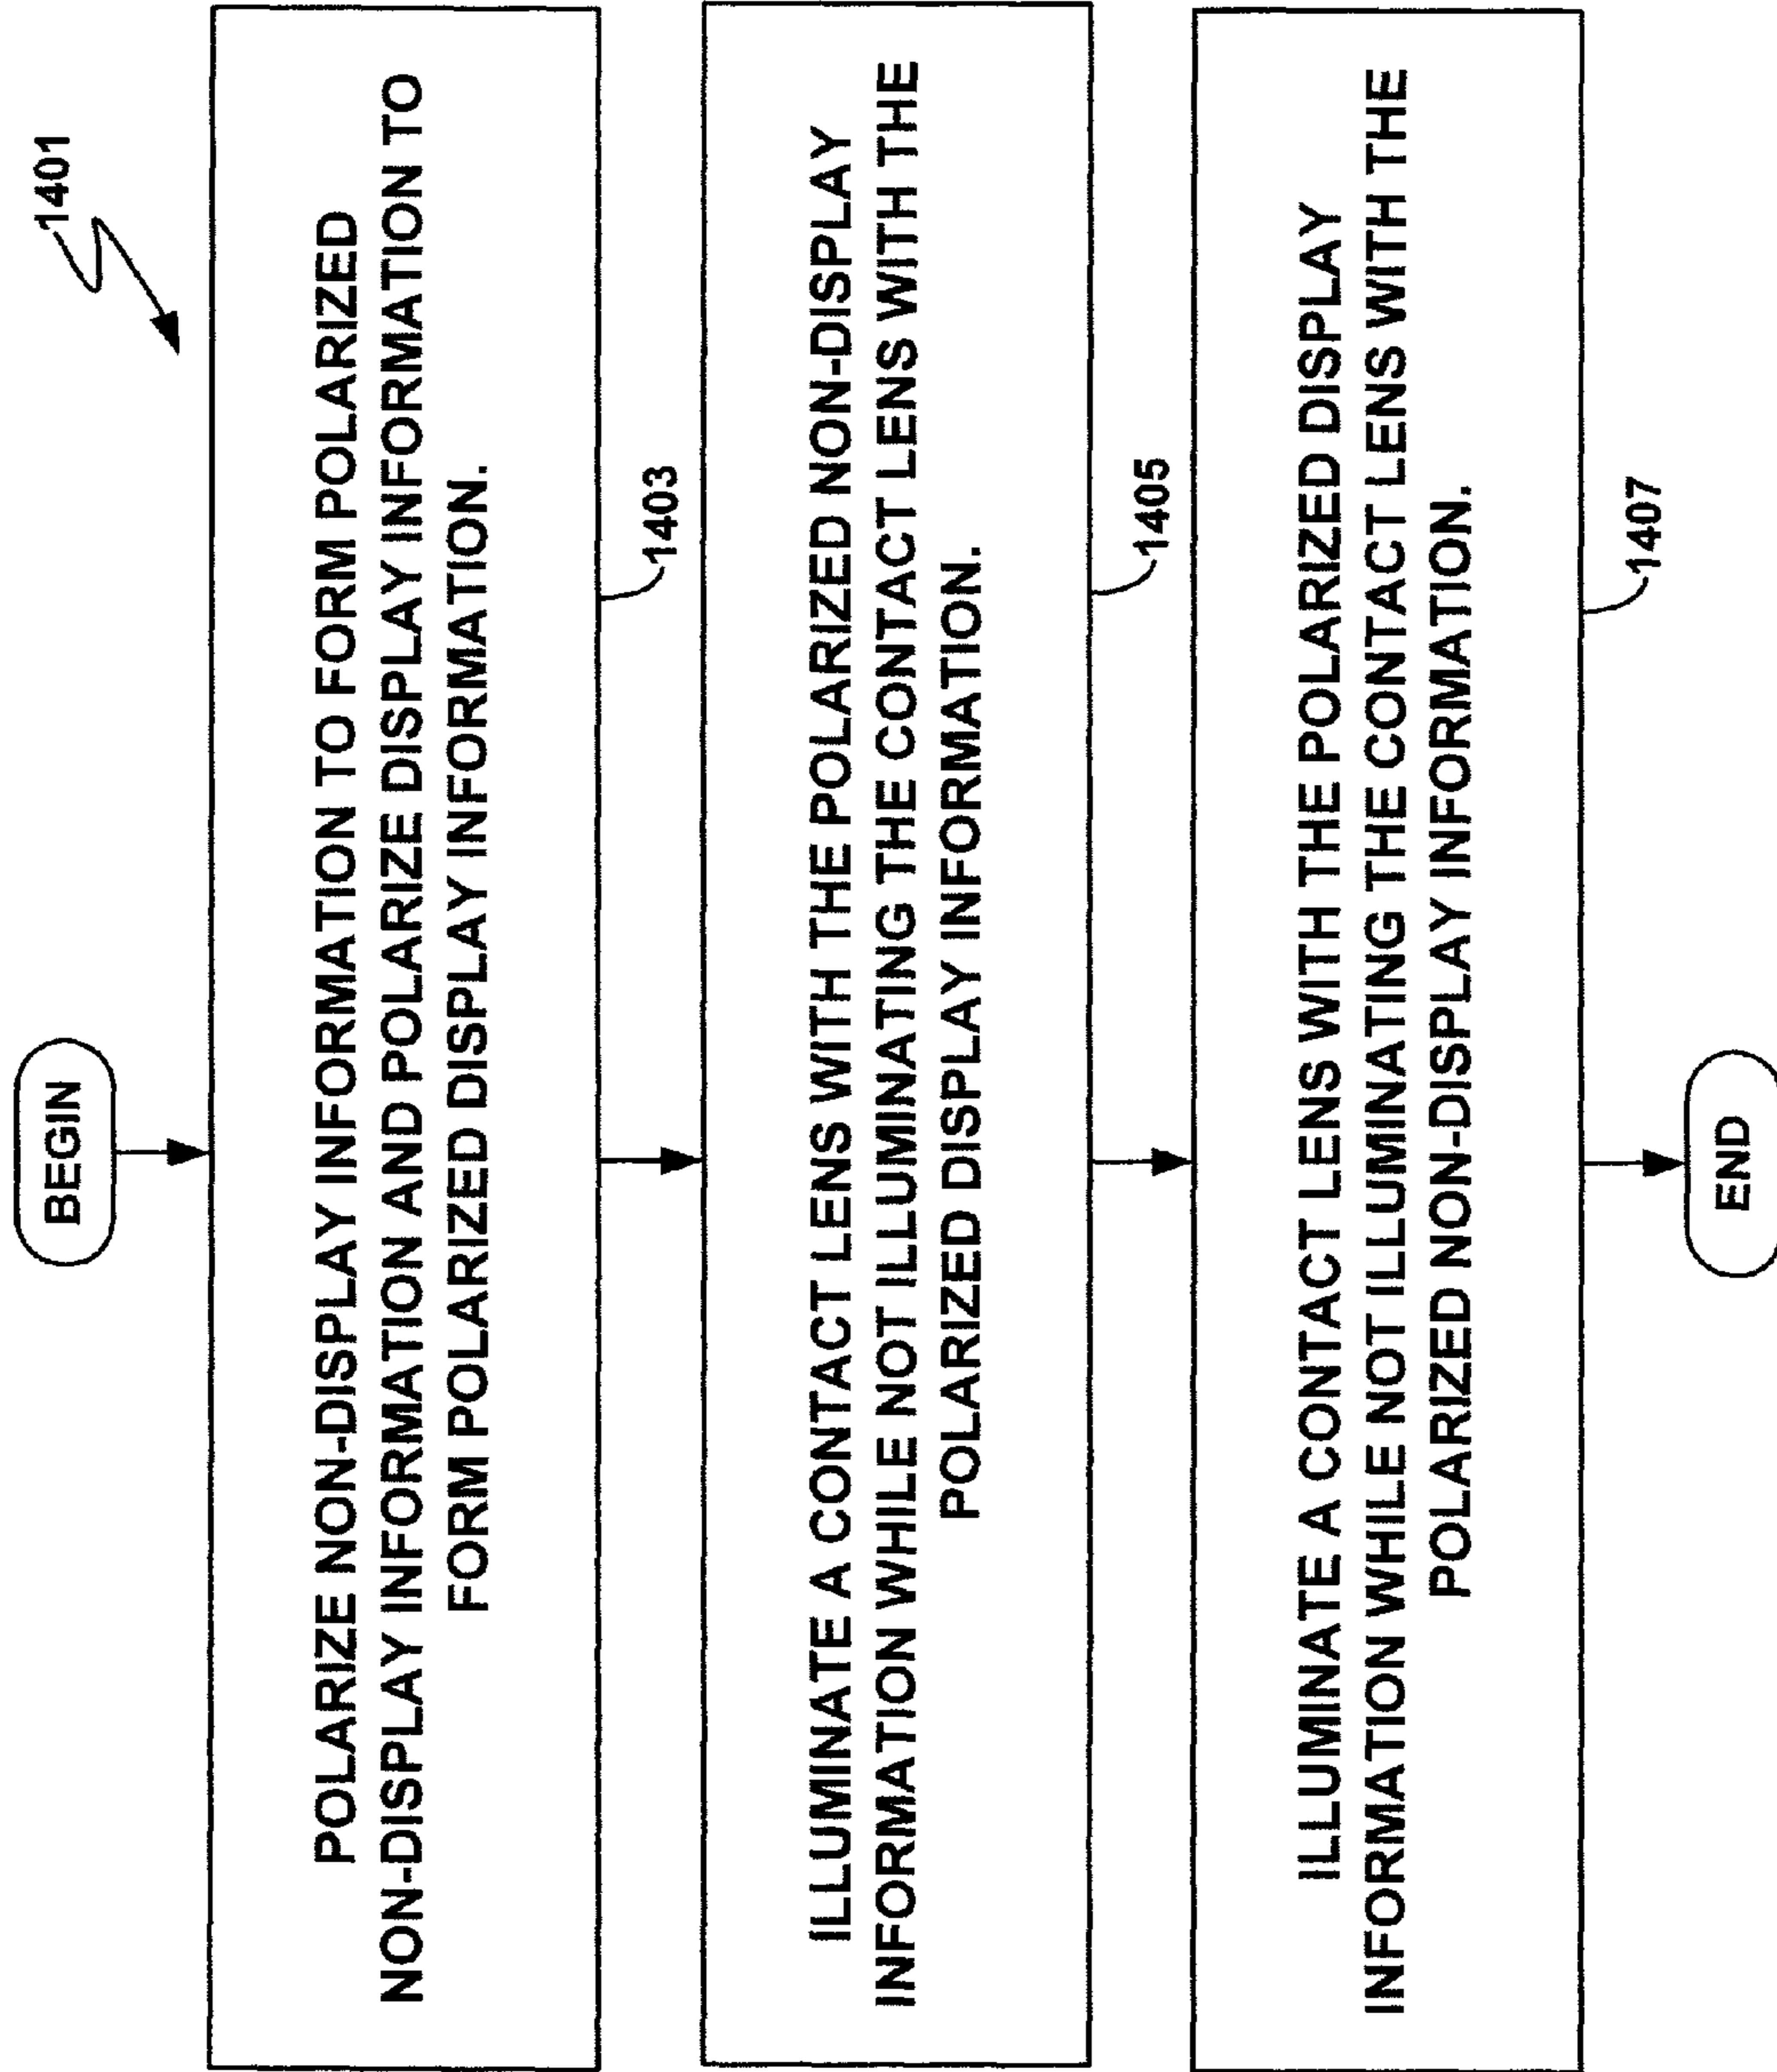 1401
BEGIN
POLARIZE NON-DISPLAY INFORMATION TO FORM POLARIZED
NON-DISPLAY INFORMATION AND POLARIZE DISPLAY INFORMATION TO
FORM POLARIZED DISPLAY INFORMATION.
1403
ILLUMINATE A CONTACT LENS WITH THE POLARIZED NON-DISPLAY
INFORMATION WHILE NOT ILLUMINATING THE CONTACT LENS WITH THE
POLARIZED DISPLAY INFORMATION.
1405
ILLUMINATE A CONTACT LENS WITH THE POLARIZED DISPLAY
INFORMATION WHILE NOT ILLUMINATING THE CONTACT LENS WITH THE
POLARIZED NON-DISPLAY INFORMATION.
1407
END